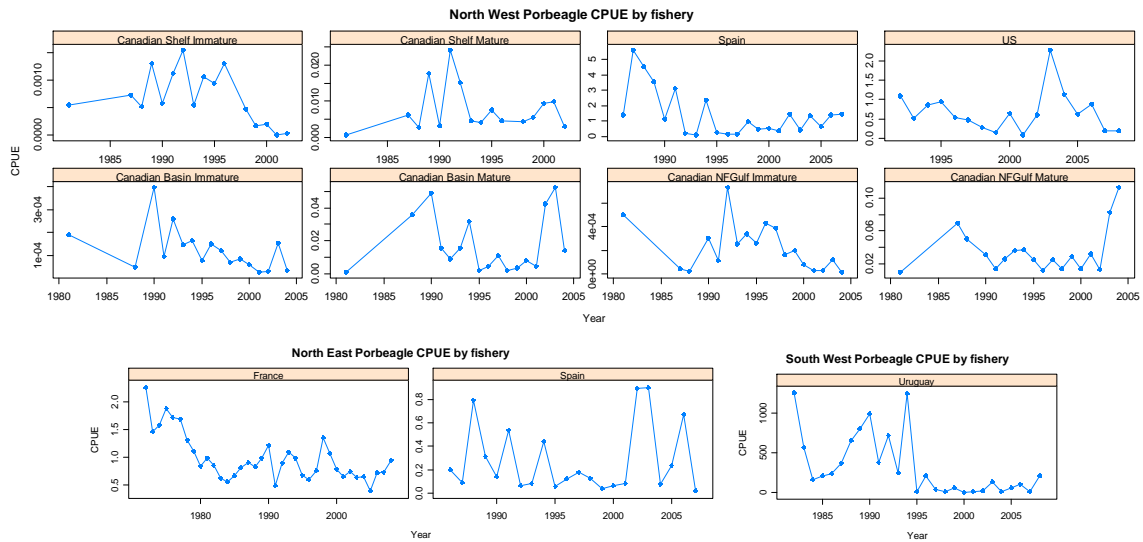 North West Porbeagle CPUE by fishery
Canadian Shelf Immature
Canadian Shelf Mature
Spain
US
0.0000 0.0010
0.000 0.010 0.020
0 1 2 3 4 5
0.0 0.5 1.0 1.5 2.0
1985 1990 1995 2000
1985 1990 1995 2000
1990 1995 2000 2005
1995 2000 2005
CPUE
Canadian Basin Immature
Canadian Basin Mature
Canadian NFGulf Immature
Canadian NFGulf Mature
1e-04 3e-04
0.00 0.02 0.04
0e+00 4e-04
0.02 0.06 0.10
1980 1985 1990 1995 2000 2005
1980 1985 1990 1995 2000 2005
1980 1985 1990 1995 2000 2005
1980 1985 1990 1995 2000 2005
Year
North East Porbeagle CPUE by fishery
France
Spain
CPUE
0.5 1.0 1.5 2.0
0.0 0.2 0.4 0.6 0.8
1980 1990 2000
1990 1995 2000 2005
Year
South West Porbeagle CPUE by fishery
Uruguay
CPUE
0 500 1000
1985 1990 1995 2000 2005
Year